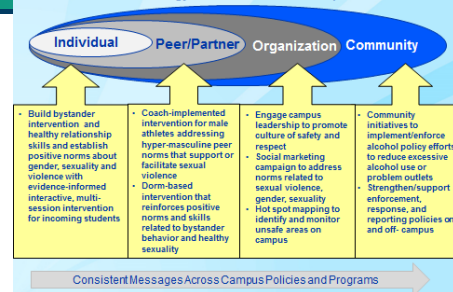 Individual
Peer/Partner
Organization
Community
• Build bystander
intervention and
healthy relationship
skills and establish
positive norms about
gender, sexuality and
violence with
evidence-informed
interactive, multi-
session intervention
for incoming students
• Coach-implemented
intervention for male
athletes addressing
hyper-masculine peer
norms that support or
facilitate sexual
violence
• Dorm-based
intervention that
reinforces positive
norms and skills
related to bystander
behavior and healthy
sexuality
• Engage campus
leadership to promote
culture of safety and
respect
• Social marketing
campaign to address
norms related to
sexual violence,
gender, sexuality
• Hot spot mapping to
identify and monitor
unsafe areas on
campus
• Community
initiatives to
implement/enforce
alcohol policy efforts
to reduce excessive
alcohol use or
problem outlets
• Strengthen/support
enforcement,
response, and
reporting policies on
and off- campus
Consistent Messages Across Campus Policies and Programs